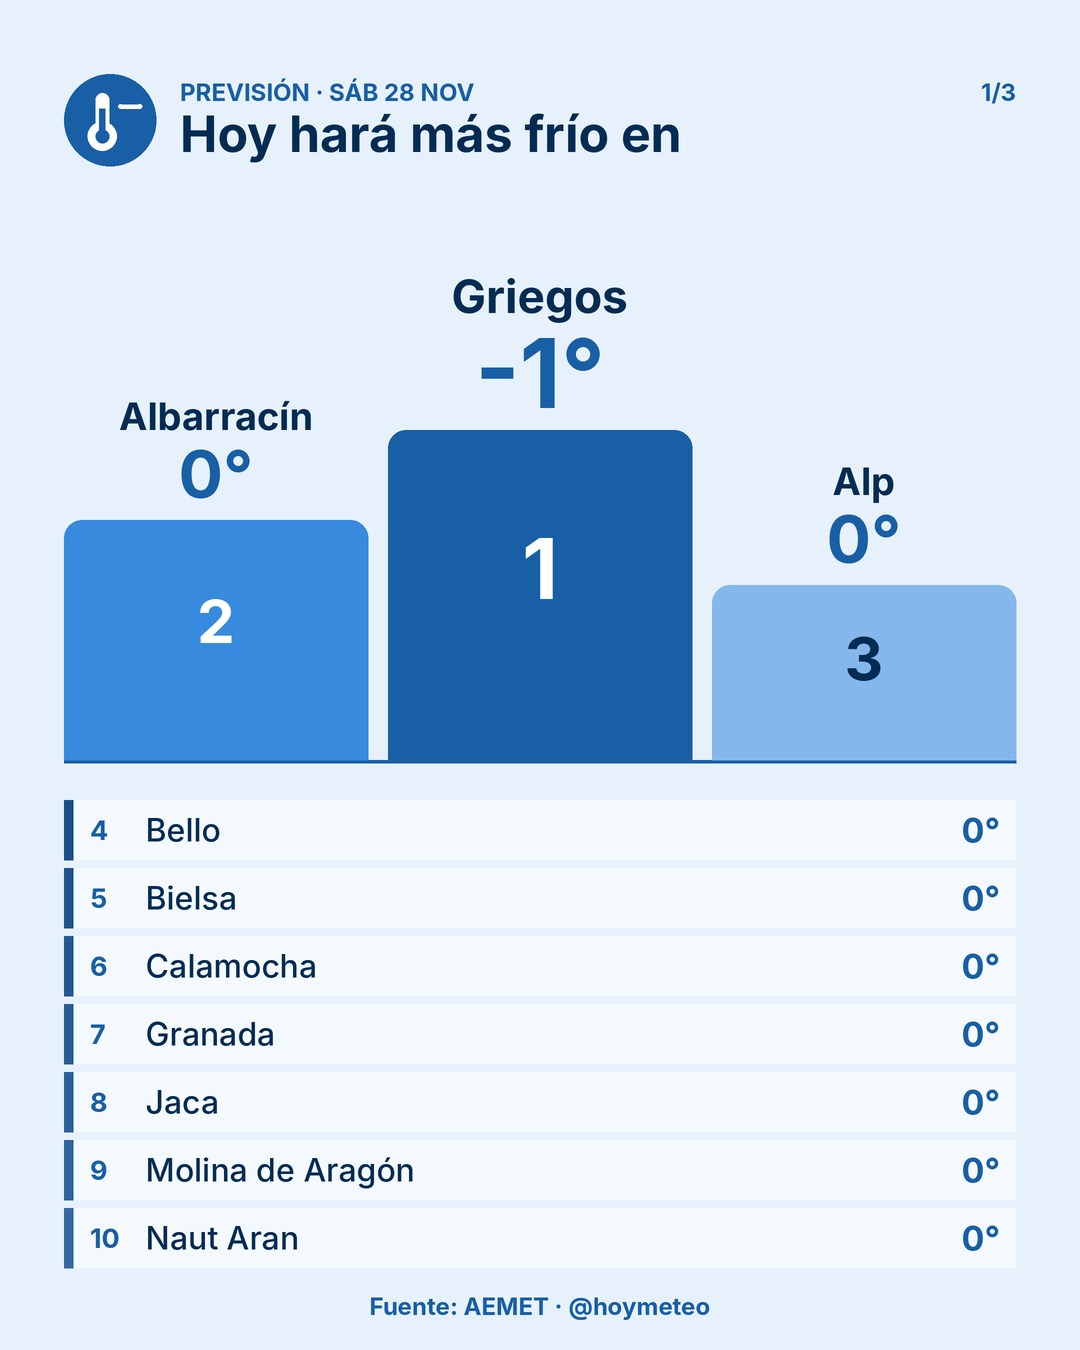 PREVISIÓN · SÁB 28 NOV
1/3
Hoy hará más frío en
Griegos
-1°
Albarracín
0°
Alp
0°
1
2
3
4 Bello 0°
5 Bielsa 0°
6 Calamocha 0°
7 Granada 0°
8 Jaca 0°
9 Molina de Aragón 0°
10 Naut Aran 0°
Fuente: AEMET · @hoymeteo